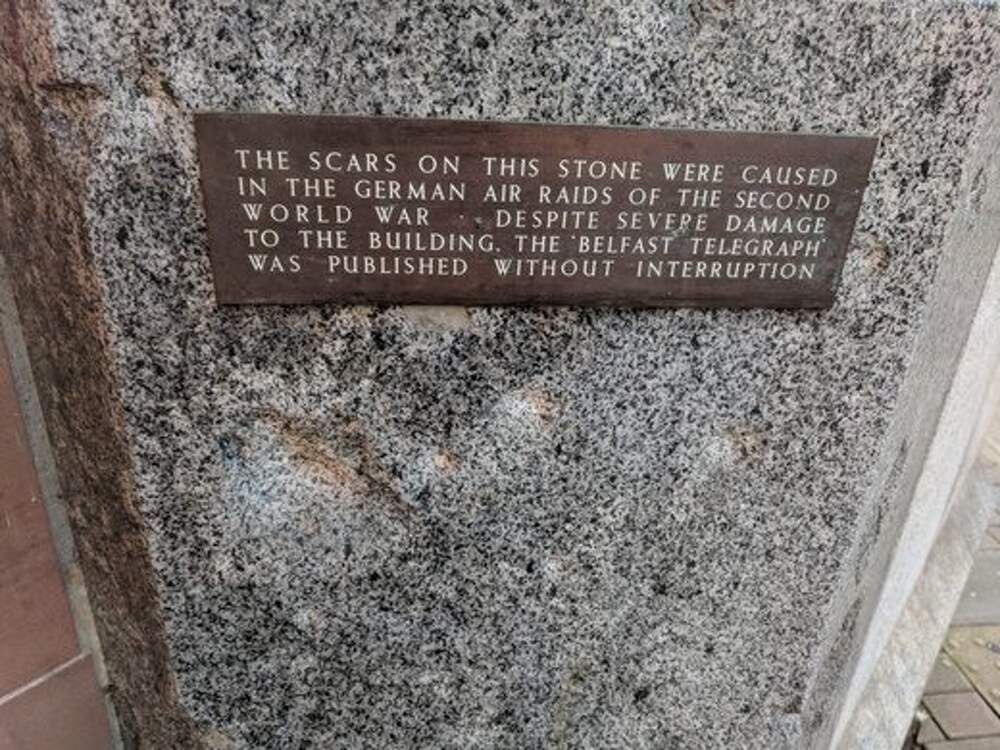 THE SCARS ON THIS STONE WERE CAUSED
IN THE GERMAN AIR RAIDS OF THE SECOND
WORLD WAR · · DESPITE SEVERE DAMAGE
TO THE BUILDING, THE 'BELFAST TELEGRAPH'
WAS PUBLISHED WITHOUT INTERRUPTION